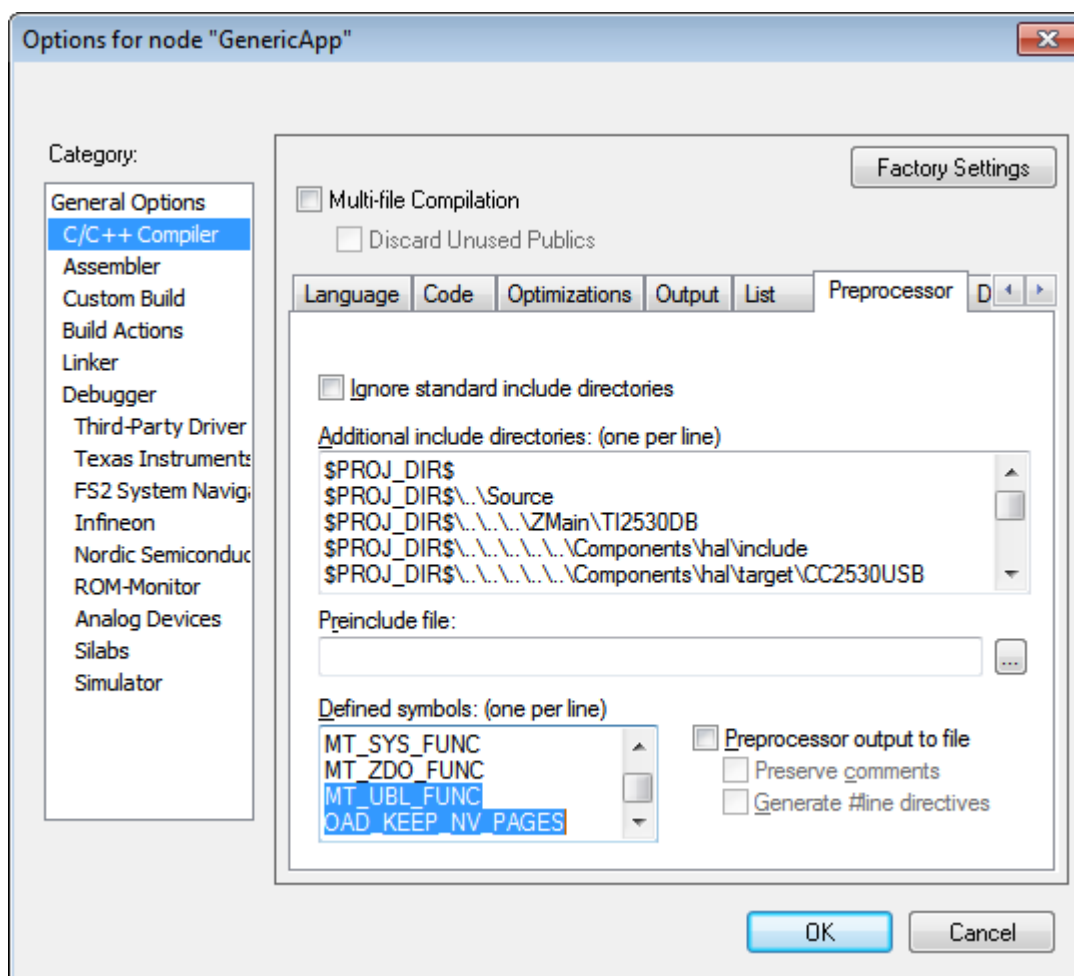 Options for node "GenericApp"
Category:
Factory Settings
General Options
C/C++ Compiler
Assembler
Custom Build
Build Actions
Linker
Debugger
Third-Party Driver
Texas Instruments
FS2 System Naviga
Infineon
Nordic Semiconduc
ROM-Monitor
Analog Devices
Silabs
Simulator
Multi-file Compilation
Discard Unused Publics
Language Code Optimizations Output List Preprocessor D
Ignore standard include directories
Additional include directories: (one per line)
$PROJ_DIR$
$PROJ_DIR$\..\Source
$PROJ_DIR$\..\..\..\ZMain\TI2530DB
$PROJ_DIR$\..\..\..\..\..\Components\hal\include
$PROJ_DIR$\..\..\..\..\..\Components\hal\target\CC2530USB
Preinclude file:
...
Defined symbols: (one per line)
MT_SYS_FUNC
MT_ZDO_FUNC
MT_UBL_FUNC
OAD_KEEP_NV_PAGES
Preprocessor output to file
Preserve comments
Generate #line directives
OK Cancel